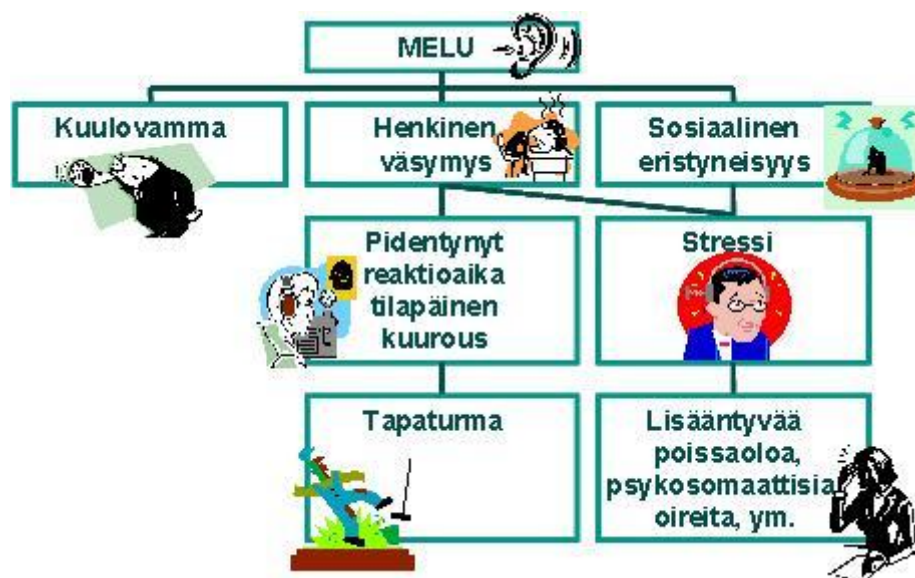 MELU
Kuulovamma
Henkinen
väsymys
Sosiaalinen
eristyneisyys
Pidentynyt
reaktioaika
tilapäinen
kuurous
Stressi
Tapaturma
Lisääntyvää
poissaoloa,
psykosomaattisia
oireita, ym.